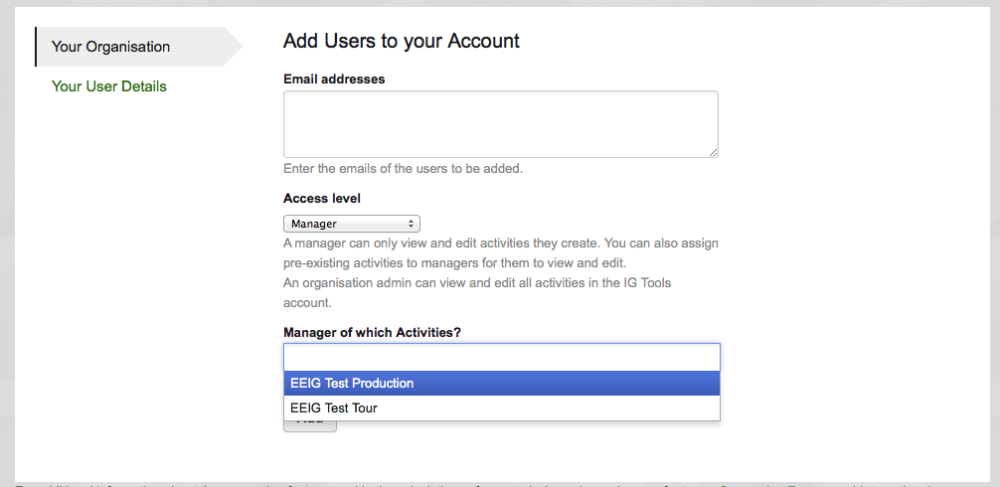 Your Organisation
Your User Details
Add Users to your Account
Email addresses
Enter the emails of the users to be added.
Access level
Manager
A manager can only view and edit activities they create. You can also assign
pre-existing activities to managers for them to view and edit.
An organisation admin can view and edit all activities in the IG Tools
account.
Manager of which Activities?
EEIG Test Production
EEIG Test Tour